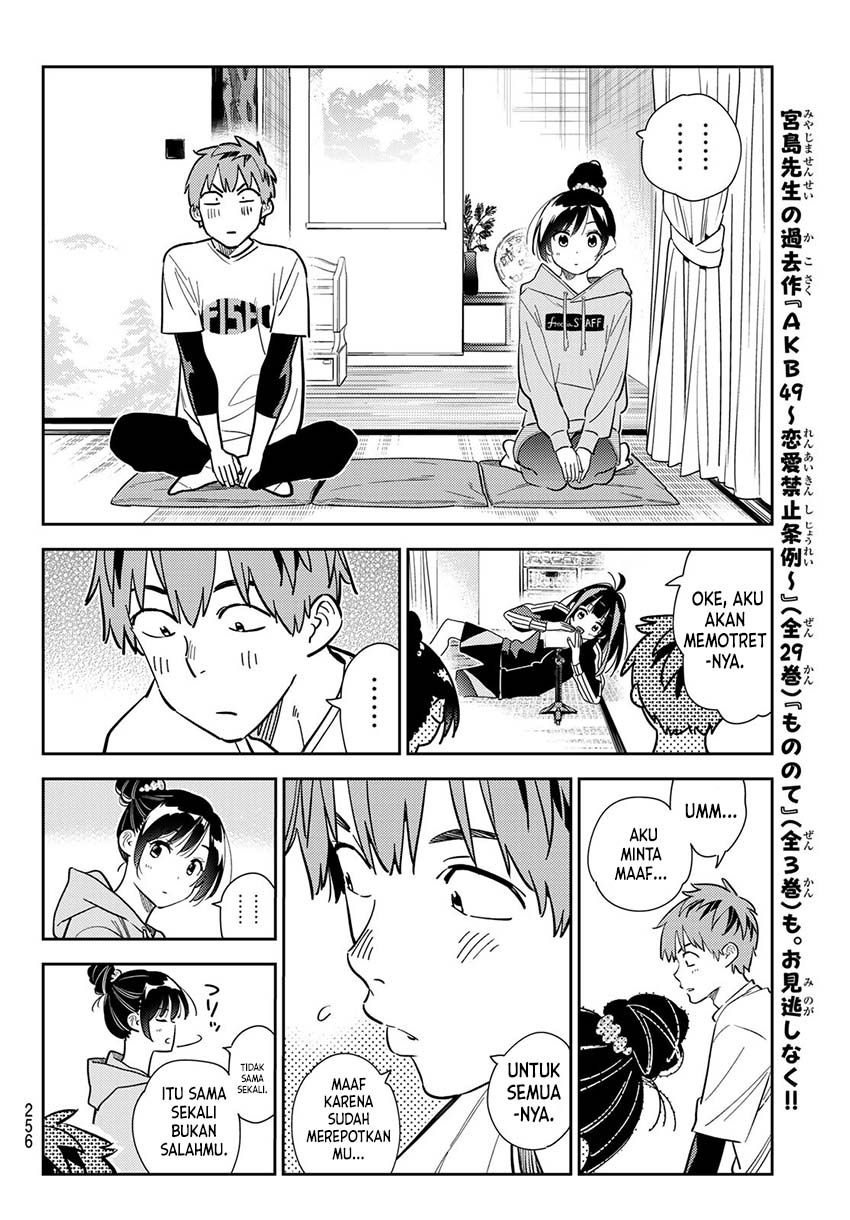 宮島先生の過去作『AKB49～恋愛禁止条例～』(全29巻)『もののて』(全3巻)も。お見逃しなく!!
みやじませんせい
かこさく
れんあいきんしじょうれい
ぜん
かん
ぜん
かん
みのが
......
......
FISH
STAFF
OKE, AKU
AKAN
MEMOTRET
-NYA.
UMM...
AKU
MINTA
MAAF...
UNTUK
SEMUA
-NYA.
MAAF
KARENA
SUDAH
MEREPOTKAN
MU...
......
プイッ
TIDAK
SAMA
SEKALI.
ITU SAMA
SEKALI
BUKAN
SALAHMU.
256